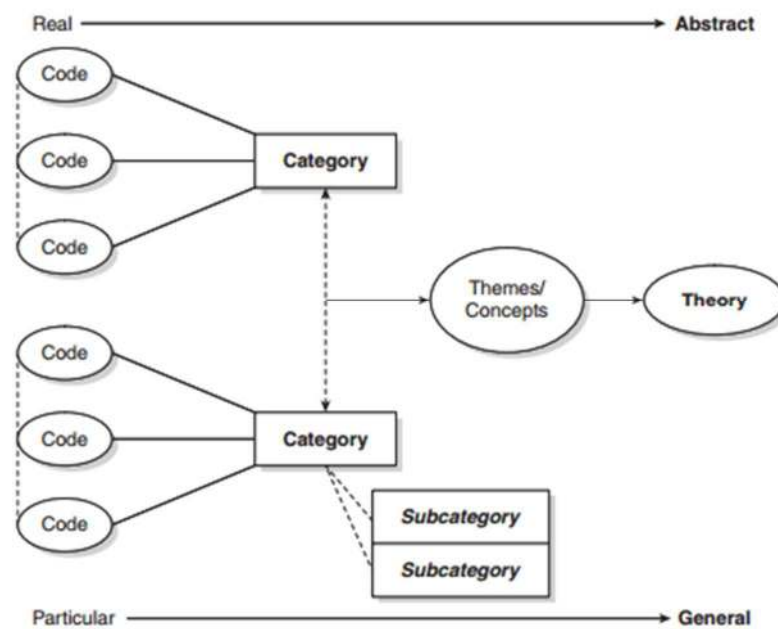 Real
Abstract
Code
Code
Category
Code
Themes/
Concepts
Theory
Code
Code
Category
Code
Subcategory
Subcategory
Particular
General